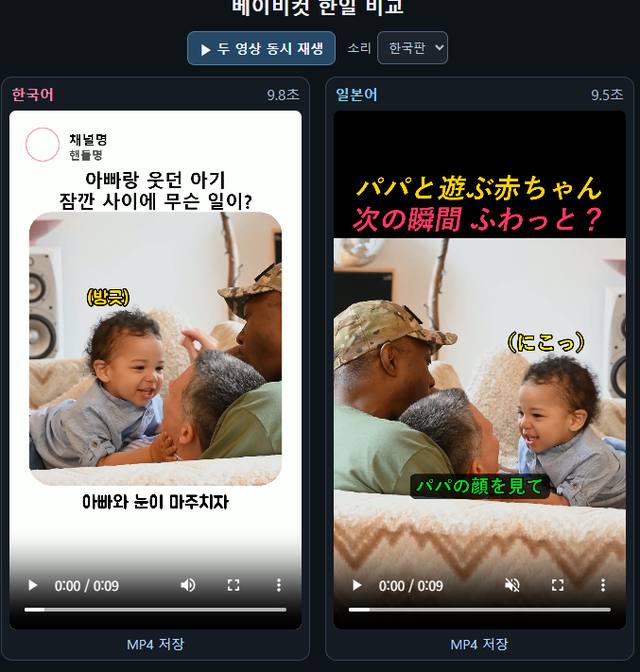 베이비컷 한일 비교
▶ 두 영상 동시 재생
소리
한국판
한국어
9.8초
채널명
핸들명
아빠랑 웃던 아기
잠깐 사이에 무슨 일이?
(방긋)
아빠와 눈이 마주치자
0:00 / 0:09
MP4 저장
일본어
9.5초
パパと遊ぶ赤ちゃん
次の瞬間 ふわっと？
（にこっ）
パパの顔を見て
0:00 / 0:09
MP4 저장